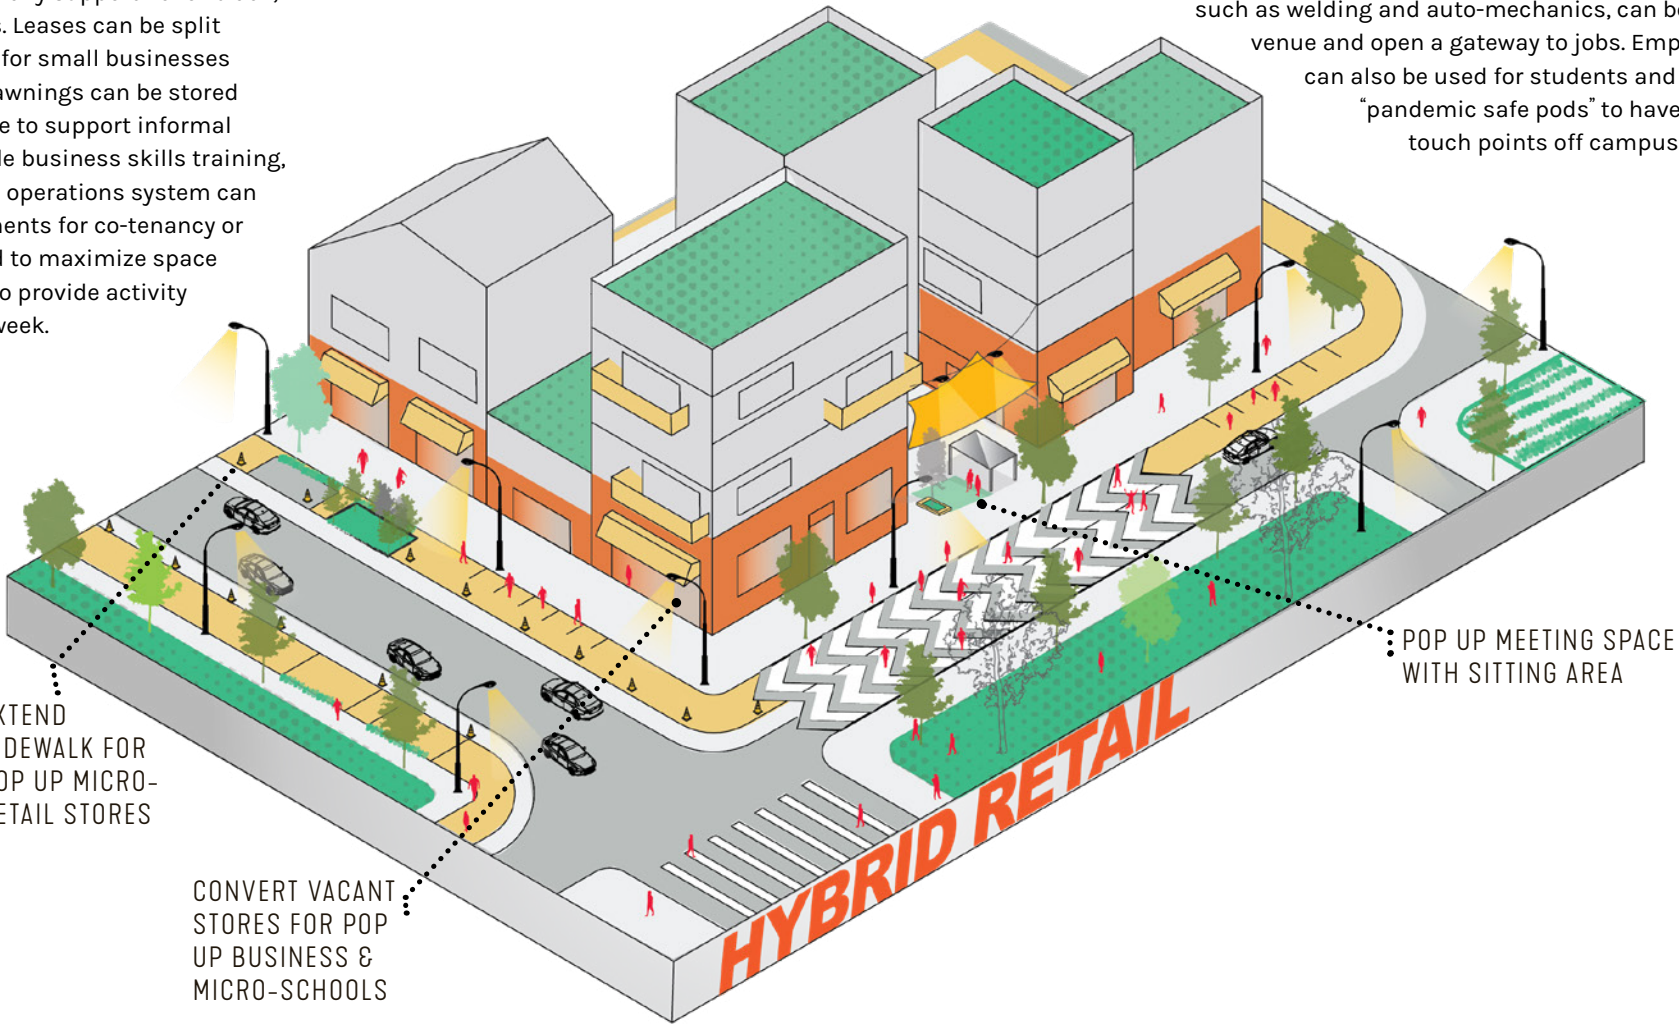 s. Leases can be split
for small businesses
awnings can be stored
e to support informal
le business skills training,
operations system can
ents for co-tenancy or
d to maximize space
o provide activity
week.
such as welding and auto-mechanics, can be
venue and open a gateway to jobs. Emp
can also be used for students and
“pandemic safe pods” to have
touch points off campus
POP UP MEETING SPACE
WITH SITTING AREA
XTEND
DEWALK FOR
OP UP MICRO-
ETAIL STORES
CONVERT VACANT
STORES FOR POP
UP BUSINESS &
MICRO-SCHOOLS
HYBRID RETAIL